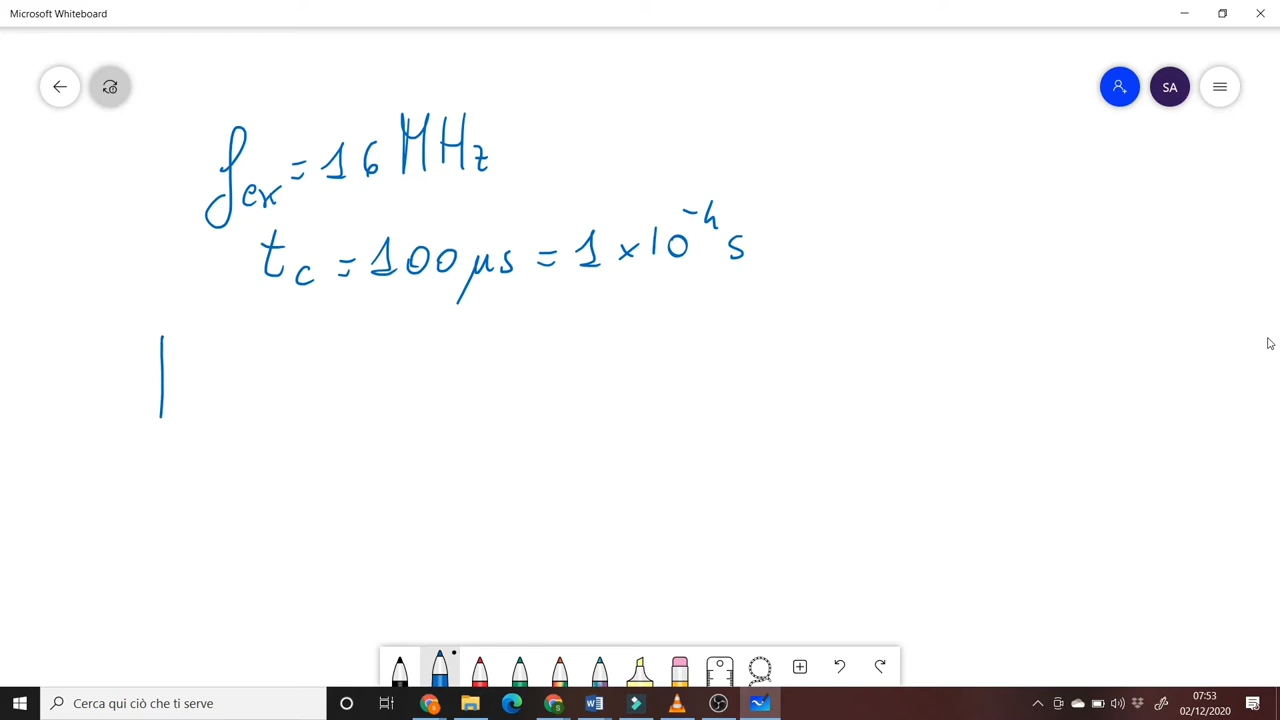 Microsoft Whiteboard
SA
f_ck = 16 MHz
t_c = 100 μs = 1 × 10^-4 s
Cerca qui ciò che ti serve
07:53
02/12/2020